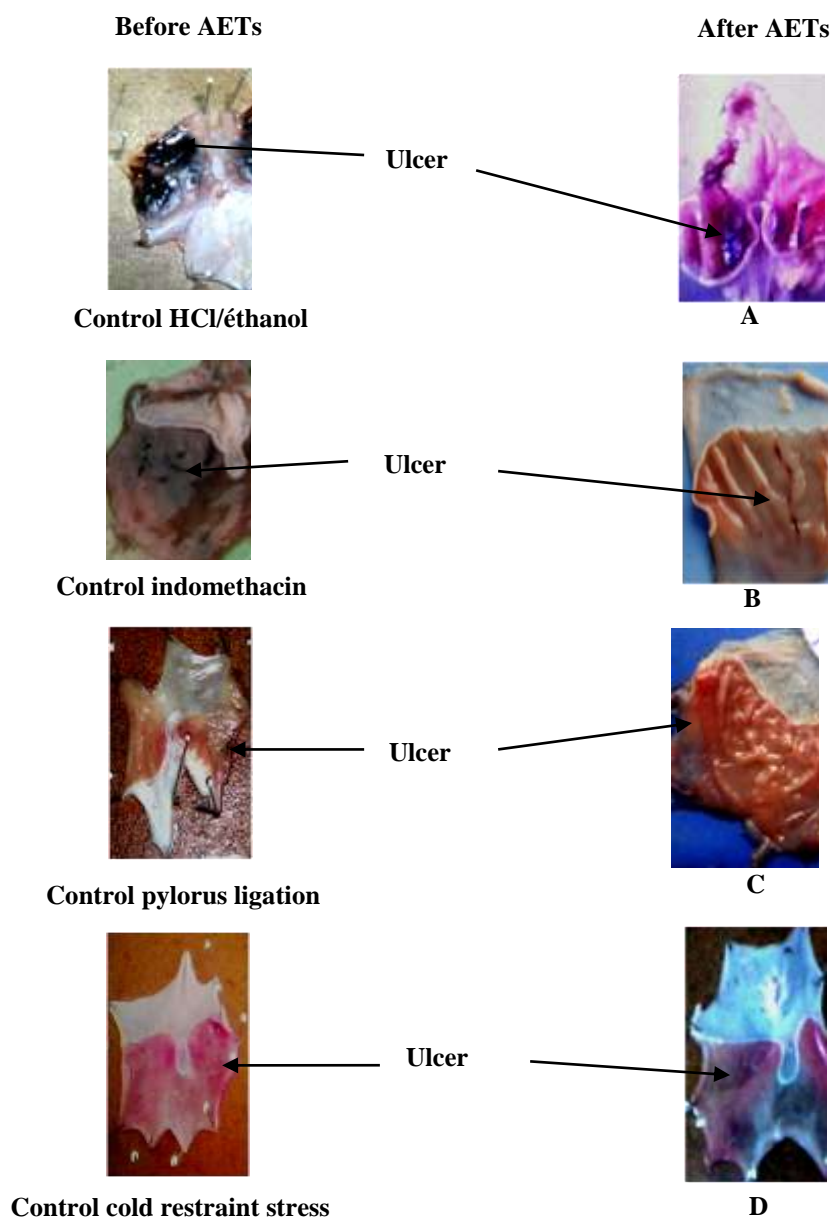 Before AETs
After AETs
Ulcer
Control HCl/éthanol
A
Ulcer
Control indomethacin
B
Ulcer
Control pylorus ligation
C
Ulcer
Control cold restraint stress
D